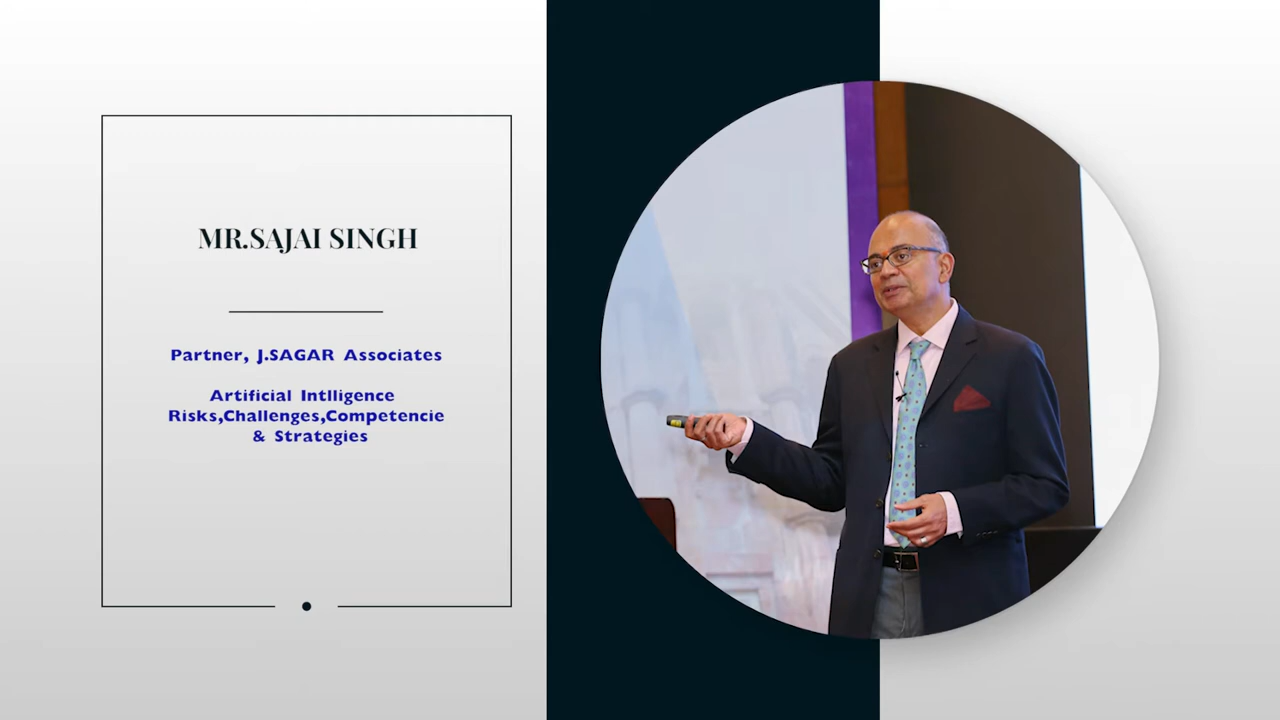 MR.SAJAI SINGH
Partner, J.SAGAR Associates
Artificial Intlligence
Risks,Challenges,Competencie
& Strategies